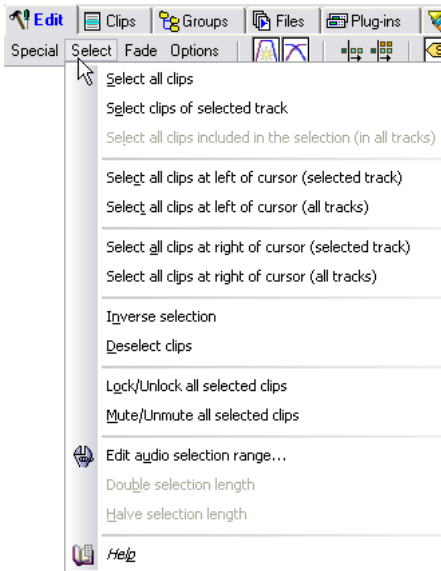 Edit Clips Groups Files Plug-ins
Special Select Fade Options
Select all clips
Select clips of selected track
Select all clips included in the selection (in all tracks)
Select all clips at left of cursor (selected track)
Select all clips at left of cursor (all tracks)
Select all clips at right of cursor (selected track)
Select all clips at right of cursor (all tracks)
Inverse selection
Deselect clips
Lock/Unlock all selected clips
Mute/Unmute all selected clips
Edit audio selection range...
Double selection length
Halve selection length
Help